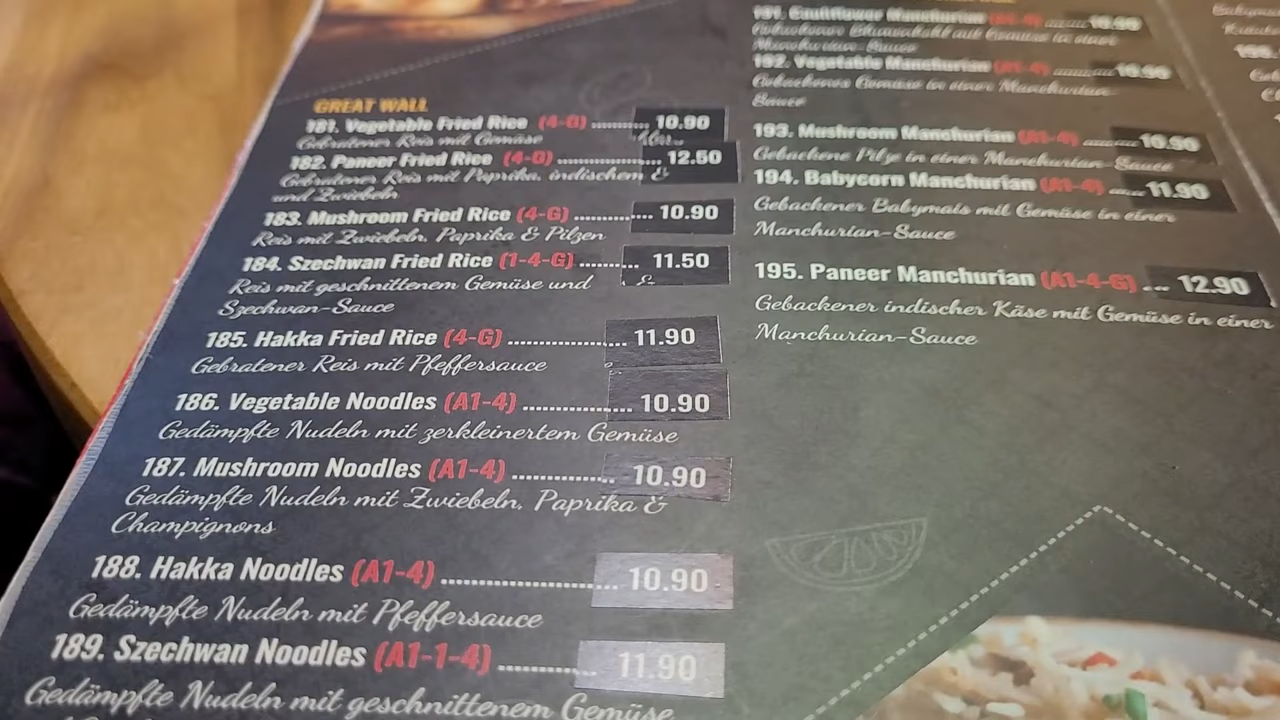 GREAT WALL
181. Vegetable Fried Rice (4-G) ......... 10.90
Gebratener Reis mit Gemüse
182. Paneer Fried Rice (4-G) ................ 12.50
Gebratener Reis mit Paprika, indischem &
und Zwiebeln
183. Mushroom Fried Rice (4-G) ............ 10.90
Reis mit Zwiebeln, Paprika & Pilzen
184. Szechwan Fried Rice (1-4-G) ......... 11.50
Reis mit geschnittenem Gemüse und &
Szechwan-Sauce
185. Hakka Fried Rice (4-G) .................. 11.90
Gebratener Reis mit Pfeffersauce
186. Vegetable Noodles (A1-4) ................ 10.90
Gedämpfte Nudeln mit zerkleinertem Gemüse
187. Mushroom Noodles (A1-4) ............... 10.90
Gedämpfte Nudeln mit Zwiebeln, Paprika &
Champignons
188. Hakka Noodles (A1-4) ........................ 10.90
Gedämpfte Nudeln mit Pfeffersauce
189. Szechwan Noodles (A1-1-4) ............. 11.90
Gedämpfte Nudeln mit geschnittenem Gemüse
191. Cauliflower Manchurian (A1-4) ........ 10.90
Manchurian-Sauce
192. Vegetable Manchurian (A1-4) ........... 10.90
Gebackenes Gemüse in einer Manchurian-
Sauce
193. Mushroom Manchurian (A1-4) ........ 10.90
Gebackene Pilze in einer Manchurian-Sauce
194. Babycorn Manchurian (A1-4) ......11.90
Gebackener Babymais mit Gemüse in einer
Manchurian-Sauce
195. Paneer Manchurian (A1-4-G) .... 12.90
Gebackener indischer Käse mit Gemüse in einer
Manchurian-Sauce